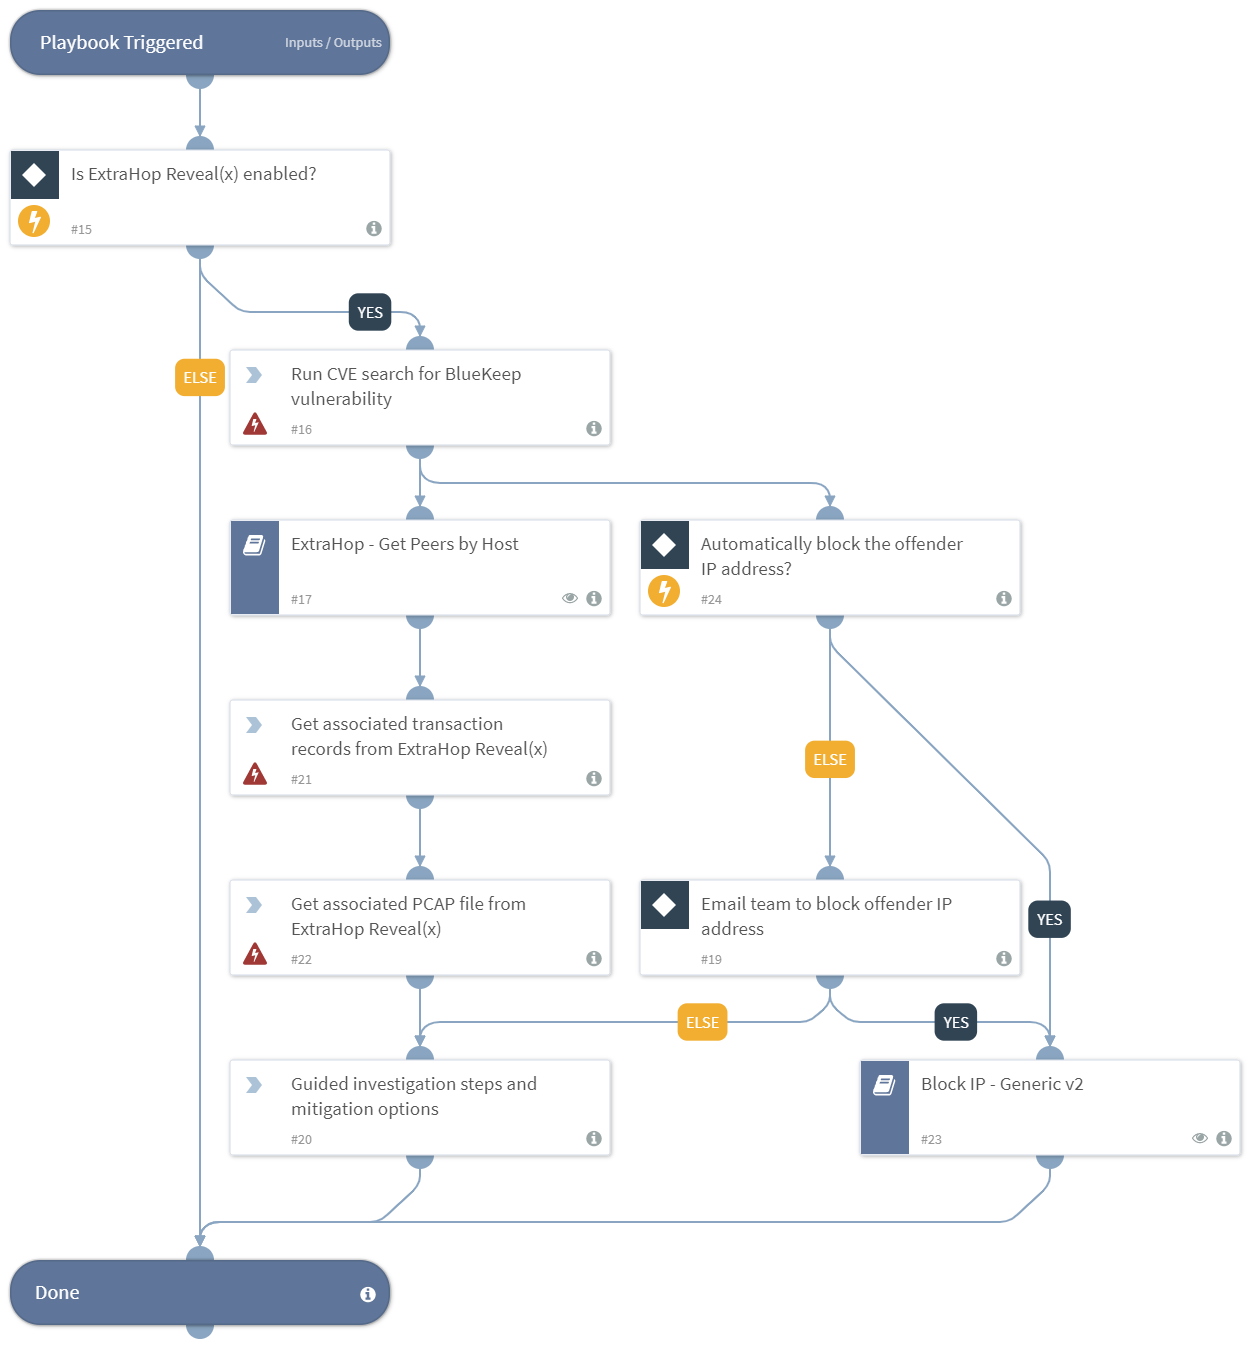 Playbook Triggered
Inputs / Outputs
Is ExtraHop Reveal(x) enabled?
#15
YES
ELSE
Run CVE search for BlueKeep
vulnerability
#16
ExtraHop - Get Peers by Host
#17
Automatically block the offender
IP address?
#24
Get associated transaction
records from ExtraHop Reveal(x)
#21
ELSE
Get associated PCAP file from
ExtraHop Reveal(x)
#22
Email team to block offender IP
address
#19
YES
ELSE
YES
Guided investigation steps and
mitigation options
#20
Block IP - Generic v2
#23
Done